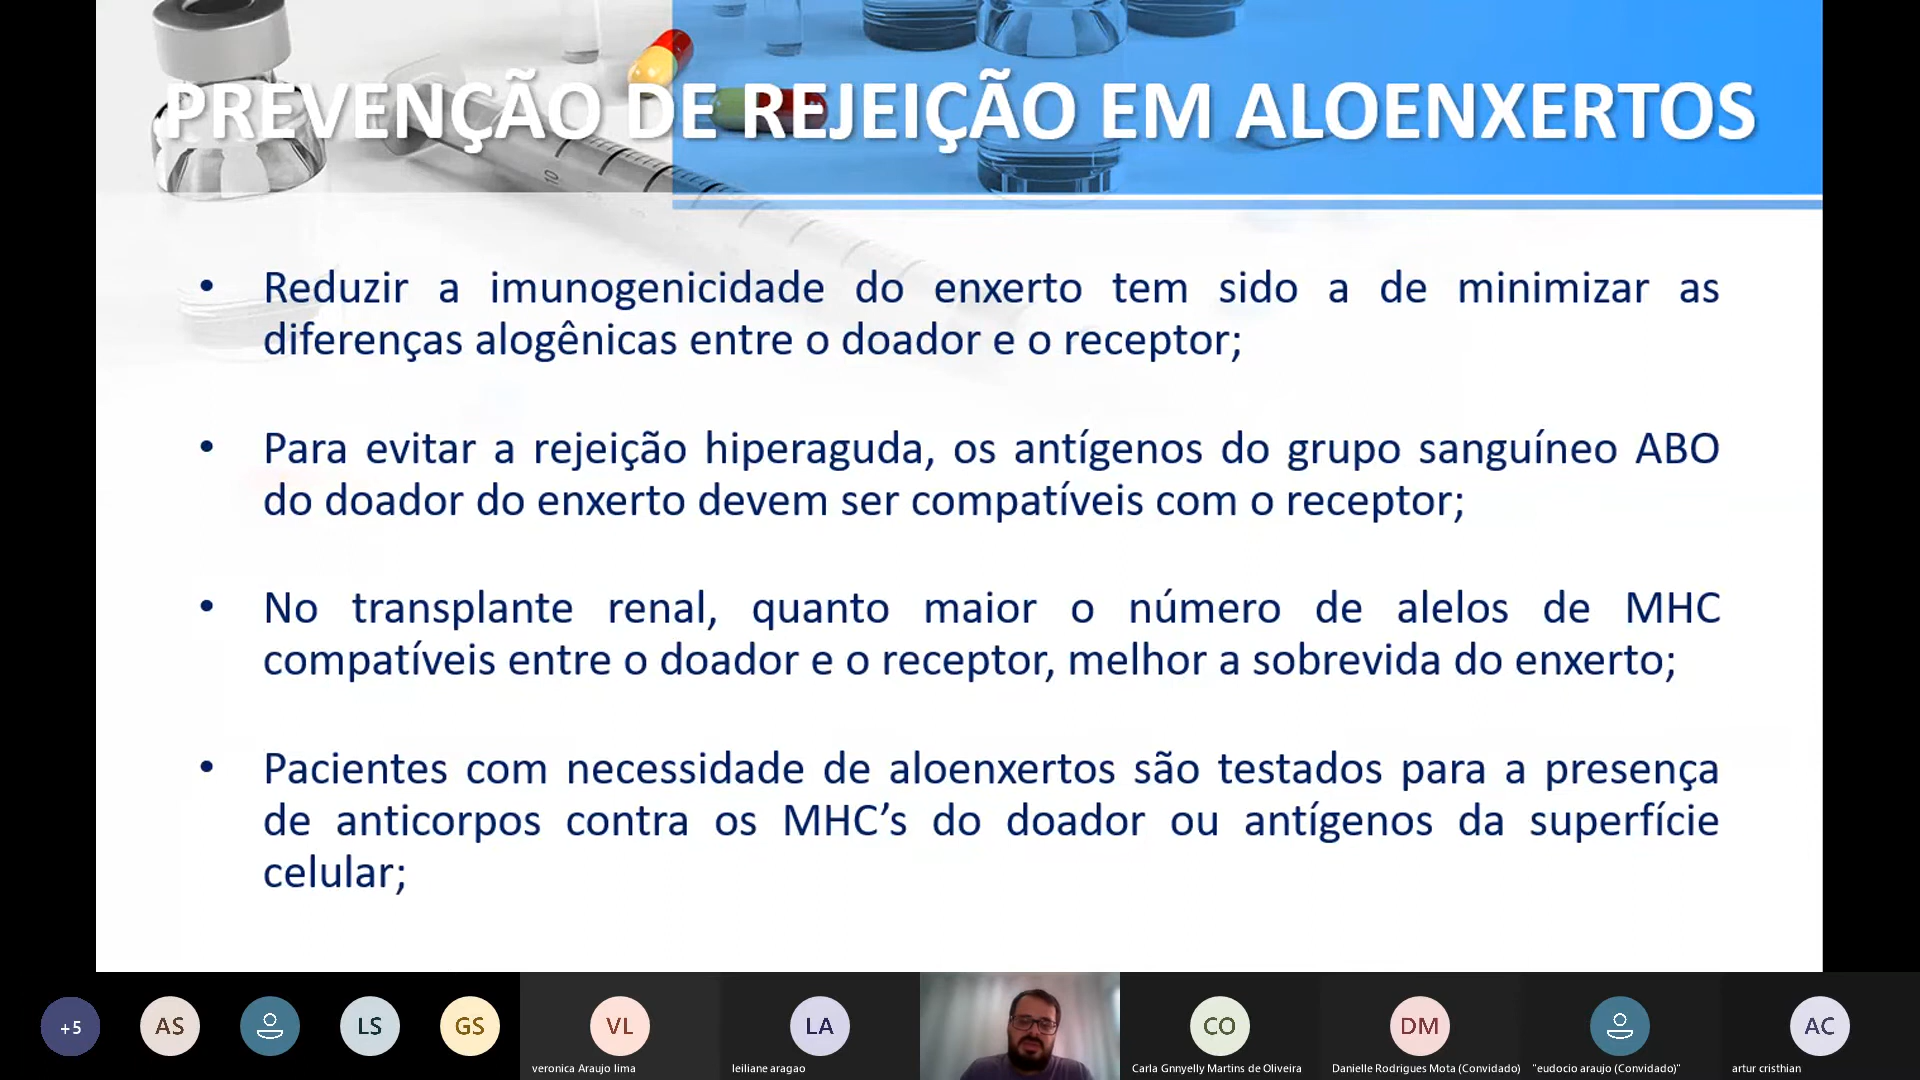 PREVENÇÃO DE REJEIÇÃO EM ALOENXERTOS
10
• Reduzir a imunogenicidade do enxerto tem sido a de minimizar as
diferenças alogênicas entre o doador e o receptor;
• Para evitar a rejeição hiperaguda, os antígenos do grupo sanguíneo ABO
do doador do enxerto devem ser compatíveis com o receptor;
• No transplante renal, quanto maior o número de alelos de MHC
compatíveis entre o doador e o receptor, melhor a sobrevida do enxerto;
• Pacientes com necessidade de aloenxertos são testados para a presença
de anticorpos contra os MHC’s do doador ou antígenos da superfície
celular;
+5 AS LS GS VL LA CO DM AC
veronica Araujo lima leiliane aragao Carla Gnnyelly Martins de Oliveira Danielle Rodrigues Mota (Convidado) "eudocio araujo (Convidado)" artur cristhian